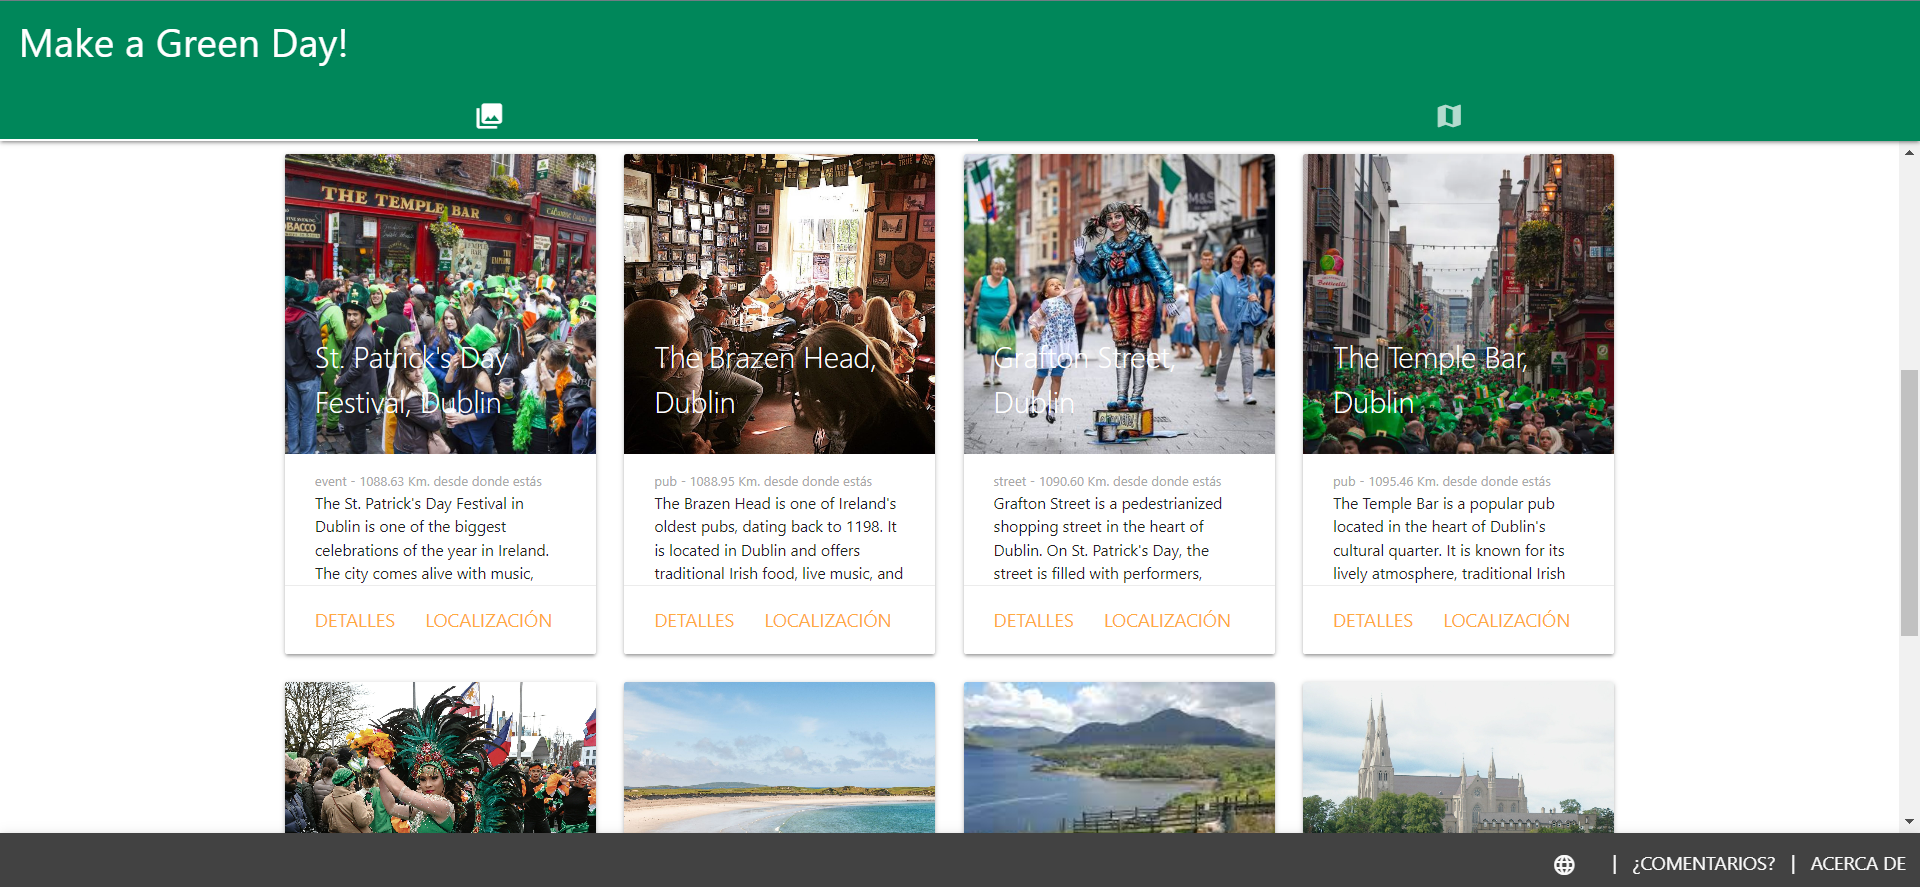 Make a Green Day!
THE TEMPLE BAR
TOBACCO
M&S
St. Patrick's Day
Festival, Dublin
The Brazen Head,
Dublin
Grafton Street,
Dublin
The Temple Bar,
Dublin
event - 1088.63 Km. desde donde estás
The St. Patrick's Day Festival in
Dublin is one of the biggest
celebrations of the year in Ireland.
The city comes alive with music,
DETALLES LOCALIZACIÓN
pub - 1088.95 Km. desde donde estás
The Brazen Head is one of Ireland's
oldest pubs, dating back to 1198. It
is located in Dublin and offers
traditional Irish food, live music, and
DETALLES LOCALIZACIÓN
street - 1090.60 Km. desde donde estás
Grafton Street is a pedestrianized
shopping street in the heart of
Dublin. On St. Patrick's Day, the
street is filled with performers,
DETALLES LOCALIZACIÓN
pub - 1095.46 Km. desde donde estás
The Temple Bar is a popular pub
located in the heart of Dublin's
cultural quarter. It is known for its
lively atmosphere, traditional Irish
DETALLES LOCALIZACIÓN
| ¿COMENTARIOS? | ACERCA DE